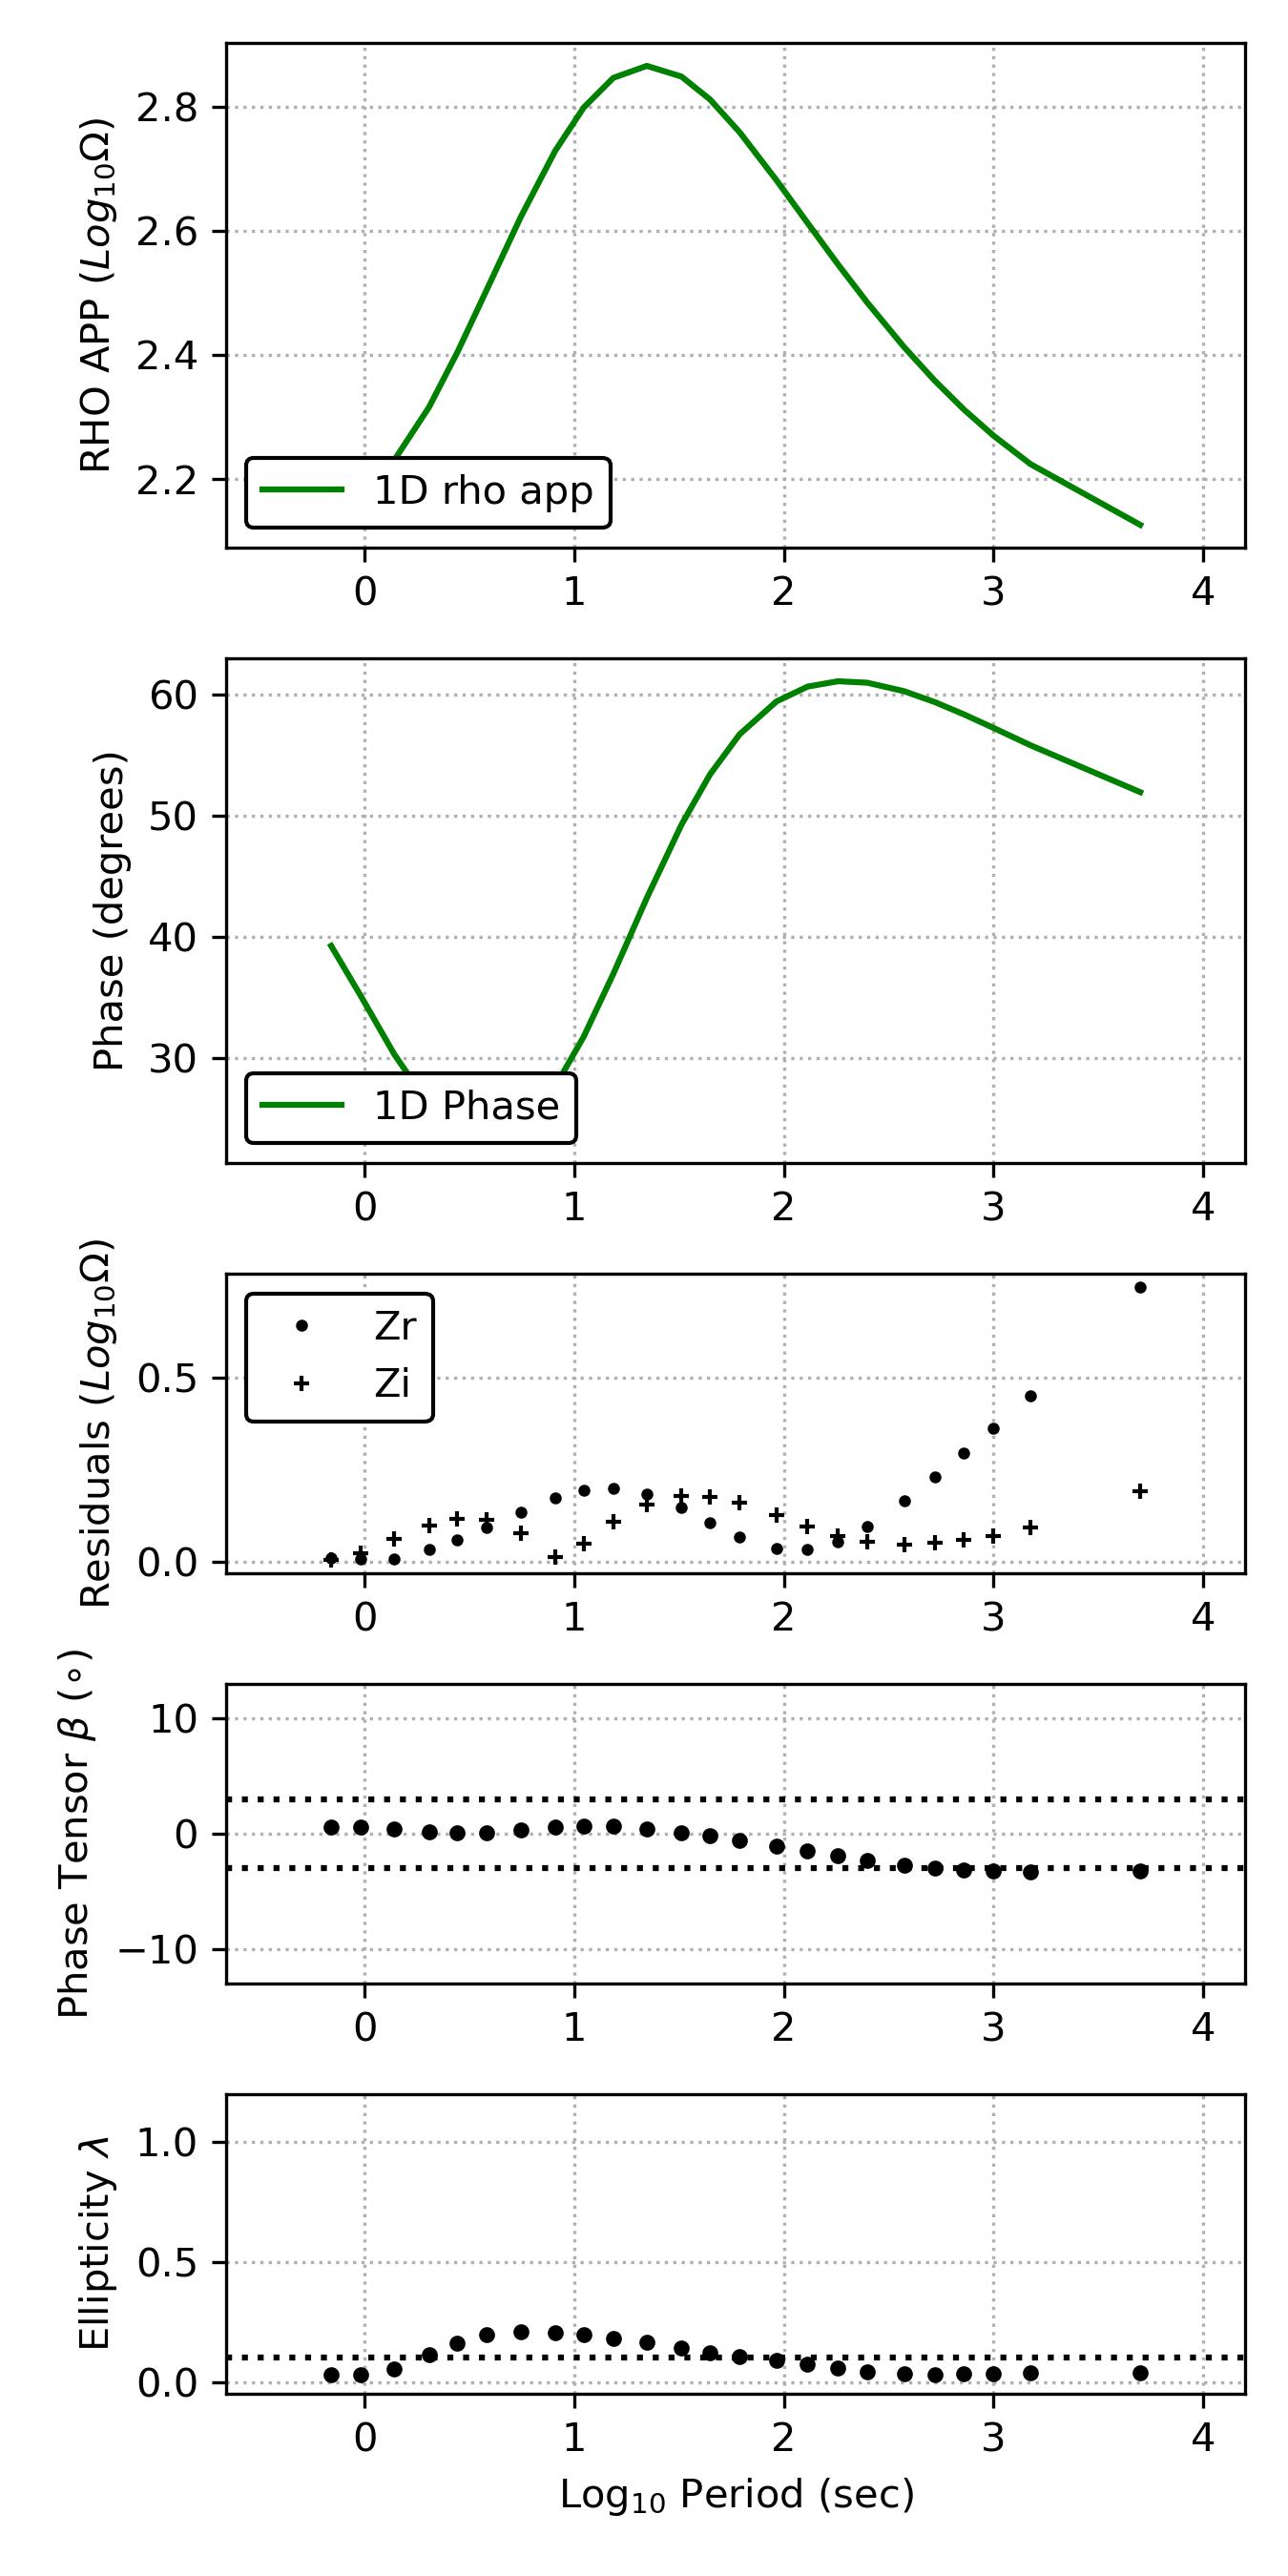 RHO APP (Log₁₀Ω)
2.8
2.6
2.4
2.2
1D rho app
0 1 2 3 4
Phase (degrees)
60
50
40
30
1D Phase
0 1 2 3 4
Residuals (Log₁₀Ω)
Zr
Zi
0.5
0.0
0 1 2 3 4
Phase Tensor β (∘)
10
0
−10
0 1 2 3 4
Ellipticity λ
1.0
0.5
0.0
0 1 2 3 4
Log₁₀ Period (sec)